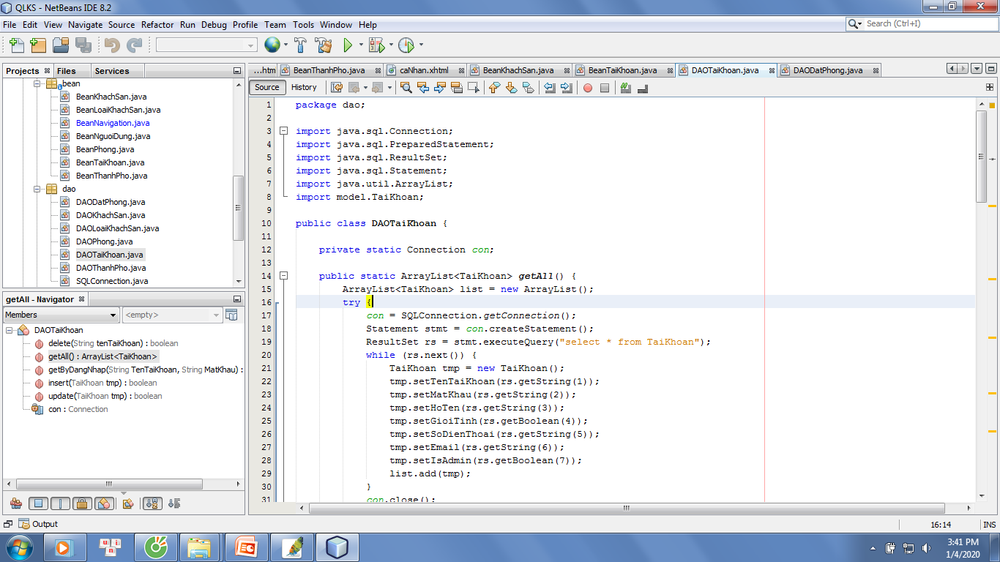 QLKS - NetBeans IDE 8.2
File Edit View Navigate Source Refactor Run Debug Profile Team Tools Window Help
Search (Ctrl+I)
Projects Files Services
bean
BeanKhachSan.java
BeanLoaiKhachSan.java
BeanNavigation.java
BeanNguoiDung.java
BeanPhong.java
BeanTaiKhoan.java
BeanThanhPho.java
dao
DAODatPhong.java
DAOKhachSan.java
DAOLoaiKhachSan.java
DAOPhong.java
DAOTaiKhoan.java
DAOThanhPho.java
SQLConnection.java
getAll - Navigator
Members <empty>
DAOTaiKhoan
delete(String tenTaiKhoan) : boolean
getAll() : ArrayList<TaiKhoan>
getByDangNhap(String TenTaiKhoan, String MatKhau) :
insert(TaiKhoan tmp) : boolean
update(TaiKhoan tmp) : boolean
con : Connection
...htm BeanThanhPho.java caNhan.xhtml BeanKhachSan.java BeanTaiKhoan.java DAOTaiKhoan.java DAODatPhong.java
Source History
1 package dao;
2
3 import java.sql.Connection;
4 import java.sql.PreparedStatement;
5 import java.sql.ResultSet;
6 import java.sql.Statement;
7 import java.util.ArrayList;
8 import model.TaiKhoan;
9
10 public class DAOTaiKhoan {
11
12 private static Connection con;
13
14 public static ArrayList<TaiKhoan> getAll() {
15 ArrayList<TaiKhoan> list = new ArrayList();
16 try {
17 con = SQLConnection.getConnection();
18 Statement stmt = con.createStatement();
19 ResultSet rs = stmt.executeQuery("select * from TaiKhoan");
20 while (rs.next()) {
21 TaiKhoan tmp = new TaiKhoan();
22 tmp.setTenTaiKhoan(rs.getString(1));
23 tmp.setMatKhau(rs.getString(2));
24 tmp.setHoTen(rs.getString(3));
25 tmp.setGioiTinh(rs.getBoolean(4));
26 tmp.setSoDienThoai(rs.getString(5));
27 tmp.setEmail(rs.getString(6));
28 tmp.setIsAdmin(rs.getBoolean(7));
29 list.add(tmp);
30 }
31 con.close();
Output
16:14 INS
u n i n
3:41 PM
1/4/2020